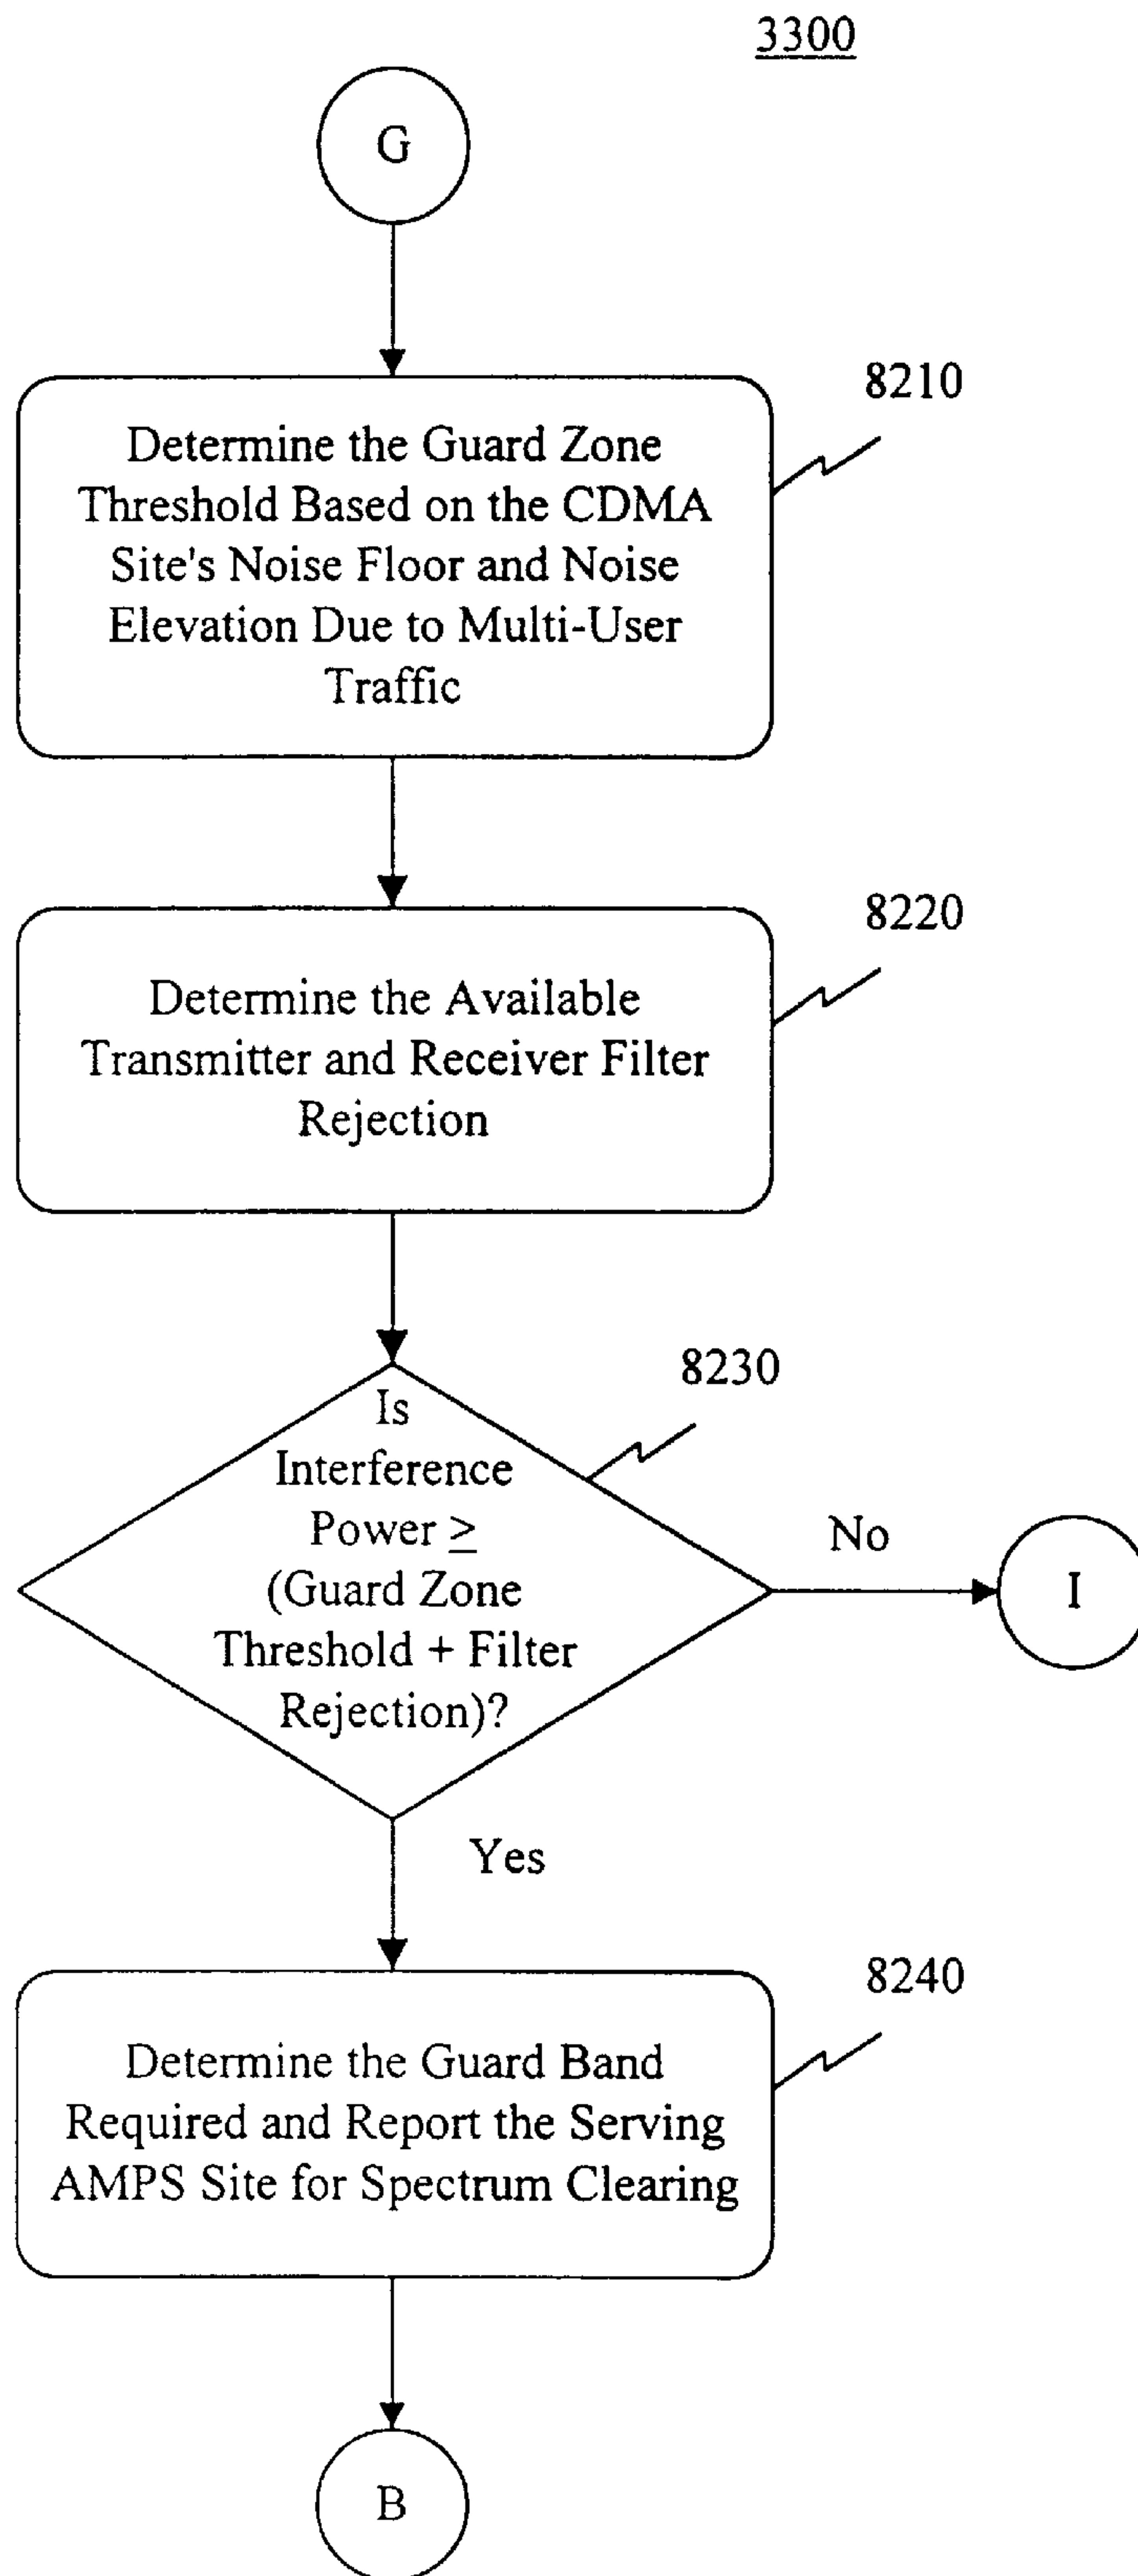 3300
G
8210
Determine the Guard Zone
Threshold Based on the CDMA
Site's Noise Floor and Noise
Elevation Due to Multi-User
Traffic
8220
Determine the Available
Transmitter and Receiver Filter
Rejection
8230
Is
Interference
Power ≥
(Guard Zone
Threshold + Filter
Rejection)?
No
I
Yes
8240
Determine the Guard Band
Required and Report the Serving
AMPS Site for Spectrum Clearing
B